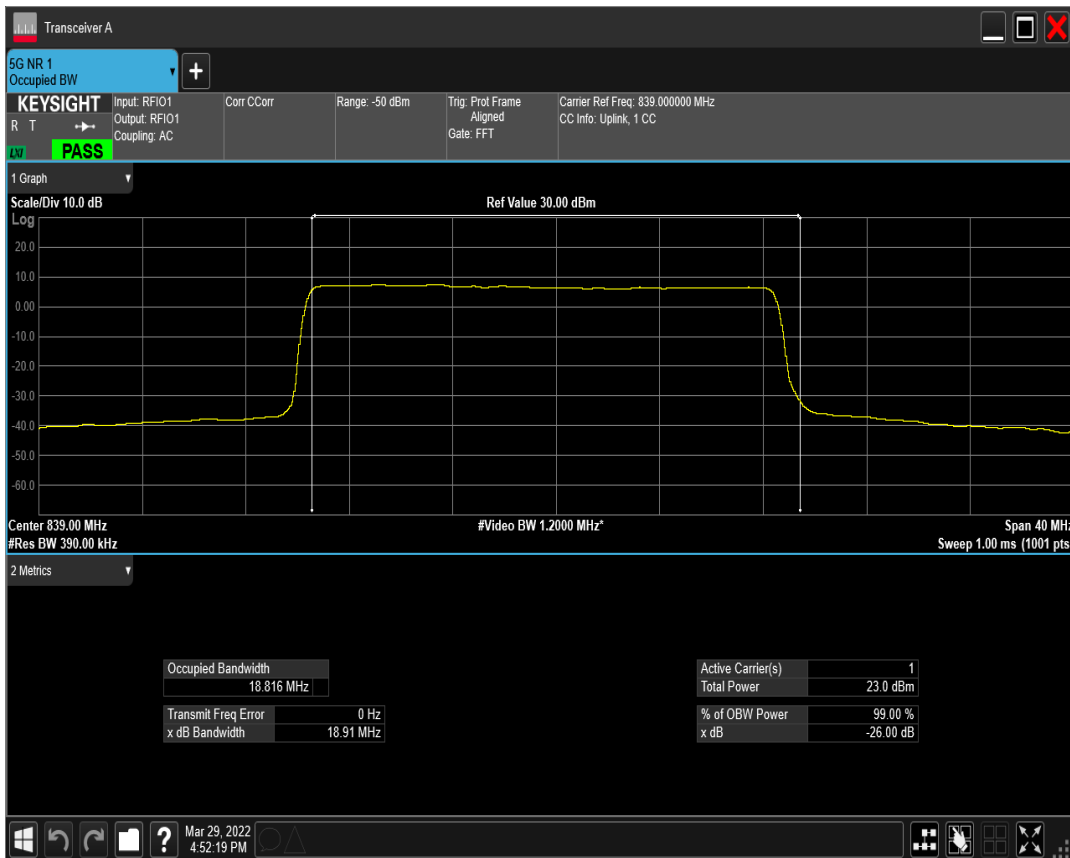 Transceiver A
5G NR 1
Occupied BW
+
KEYSIGHT
R T
LXI
PASS
Input: RFIO1
Output: RFIO1
Coupling: AC
Corr CCorr
Range: -50 dBm
Trig: Prot Frame
Aligned
Gate: FFT
Carrier Ref Freq: 839.000000 MHz
CC Info: Uplink, 1 CC
1 Graph
Scale/Div 10.0 dB
Ref Value 30.00 dBm
Log
20.0
10.0
0.00
-10.0
-20.0
-30.0
-40.0
-50.0
-60.0
Center 839.00 MHz
#Video BW 1.2000 MHz*
Span 40 MHz
#Res BW 390.00 kHz
Sweep 1.00 ms (1001 pts
2 Metrics
Occupied Bandwidth
18.816 MHz
Transmit Freq Error 0 Hz
x dB Bandwidth 18.91 MHz
Active Carrier(s) 1
Total Power 23.0 dBm
% of OBW Power 99.00 %
x dB -26.00 dB
?
Mar 29, 2022
4:52:19 PM